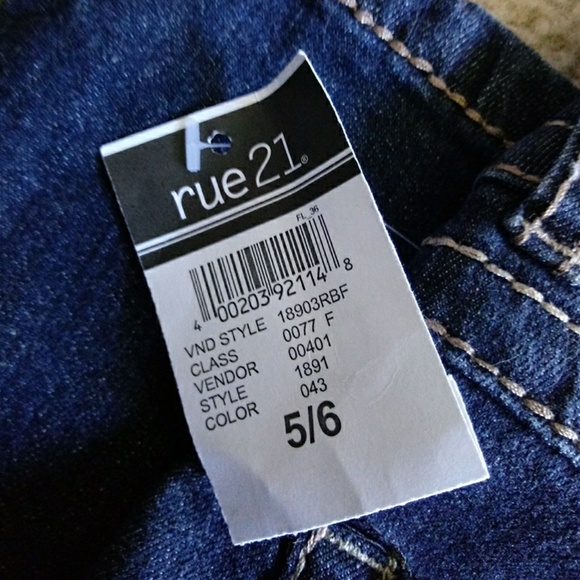 rue21®
FL_36
4 00203 92114 8
VND STYLE 18903RBF
CLASS 0077 F
VENDOR 00401
STYLE 1891
COLOR 043
5/6